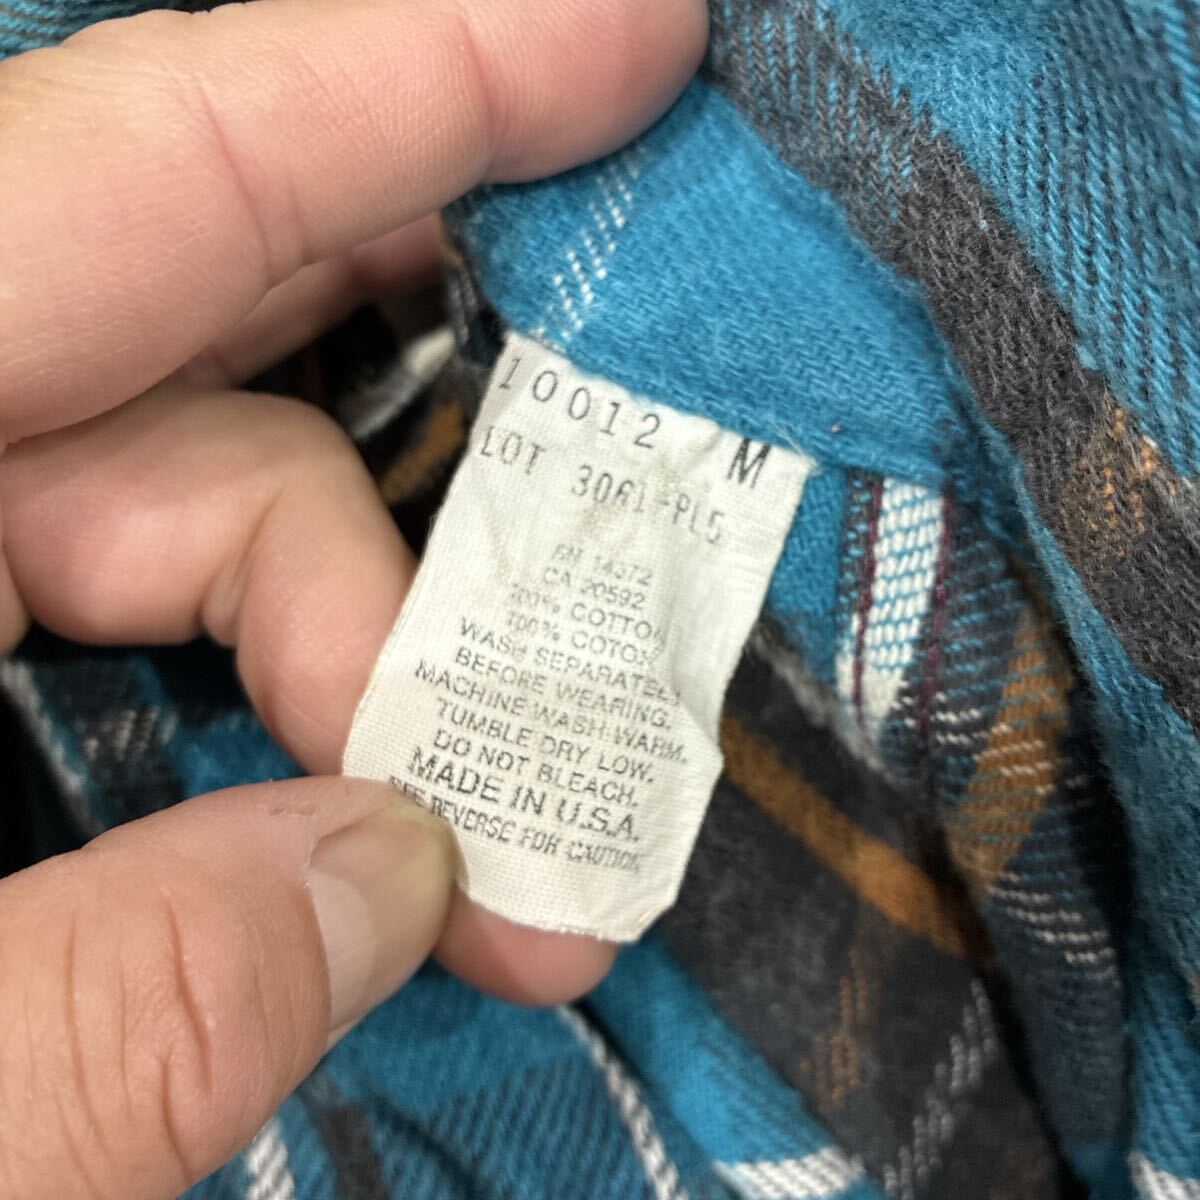 10012 M
LOT 3061-PL5
RN 14372
CA 20592
100% COTTON
100% COTON
WASH SEPARATELY
BEFORE WEARING.
MACHINE WASH WARM.
TUMBLE DRY LOW.
DO NOT BLEACH.
MADE IN U.S.A.
SEE REVERSE FOR CAUTION